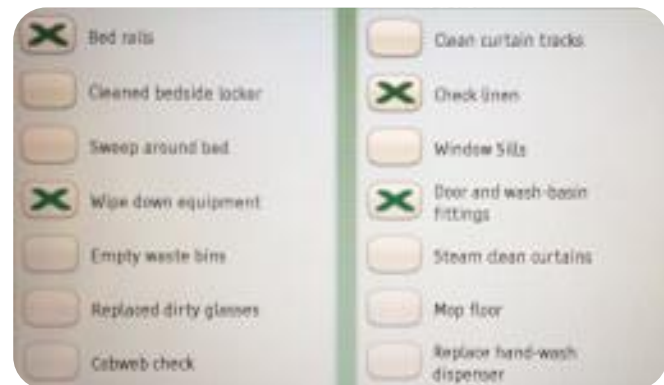 Bed rails
Cleaned bedside locker
Sweep around bed
Wipe down equipment
Empty waste bins
Replaced dirty glasses
Cobweb check
Clean curtain tracks
Check linen
Window Sills
Door and wash-basin
fittings
Steam clean curtains
Mop floor
Replace hand-wash
dispenser